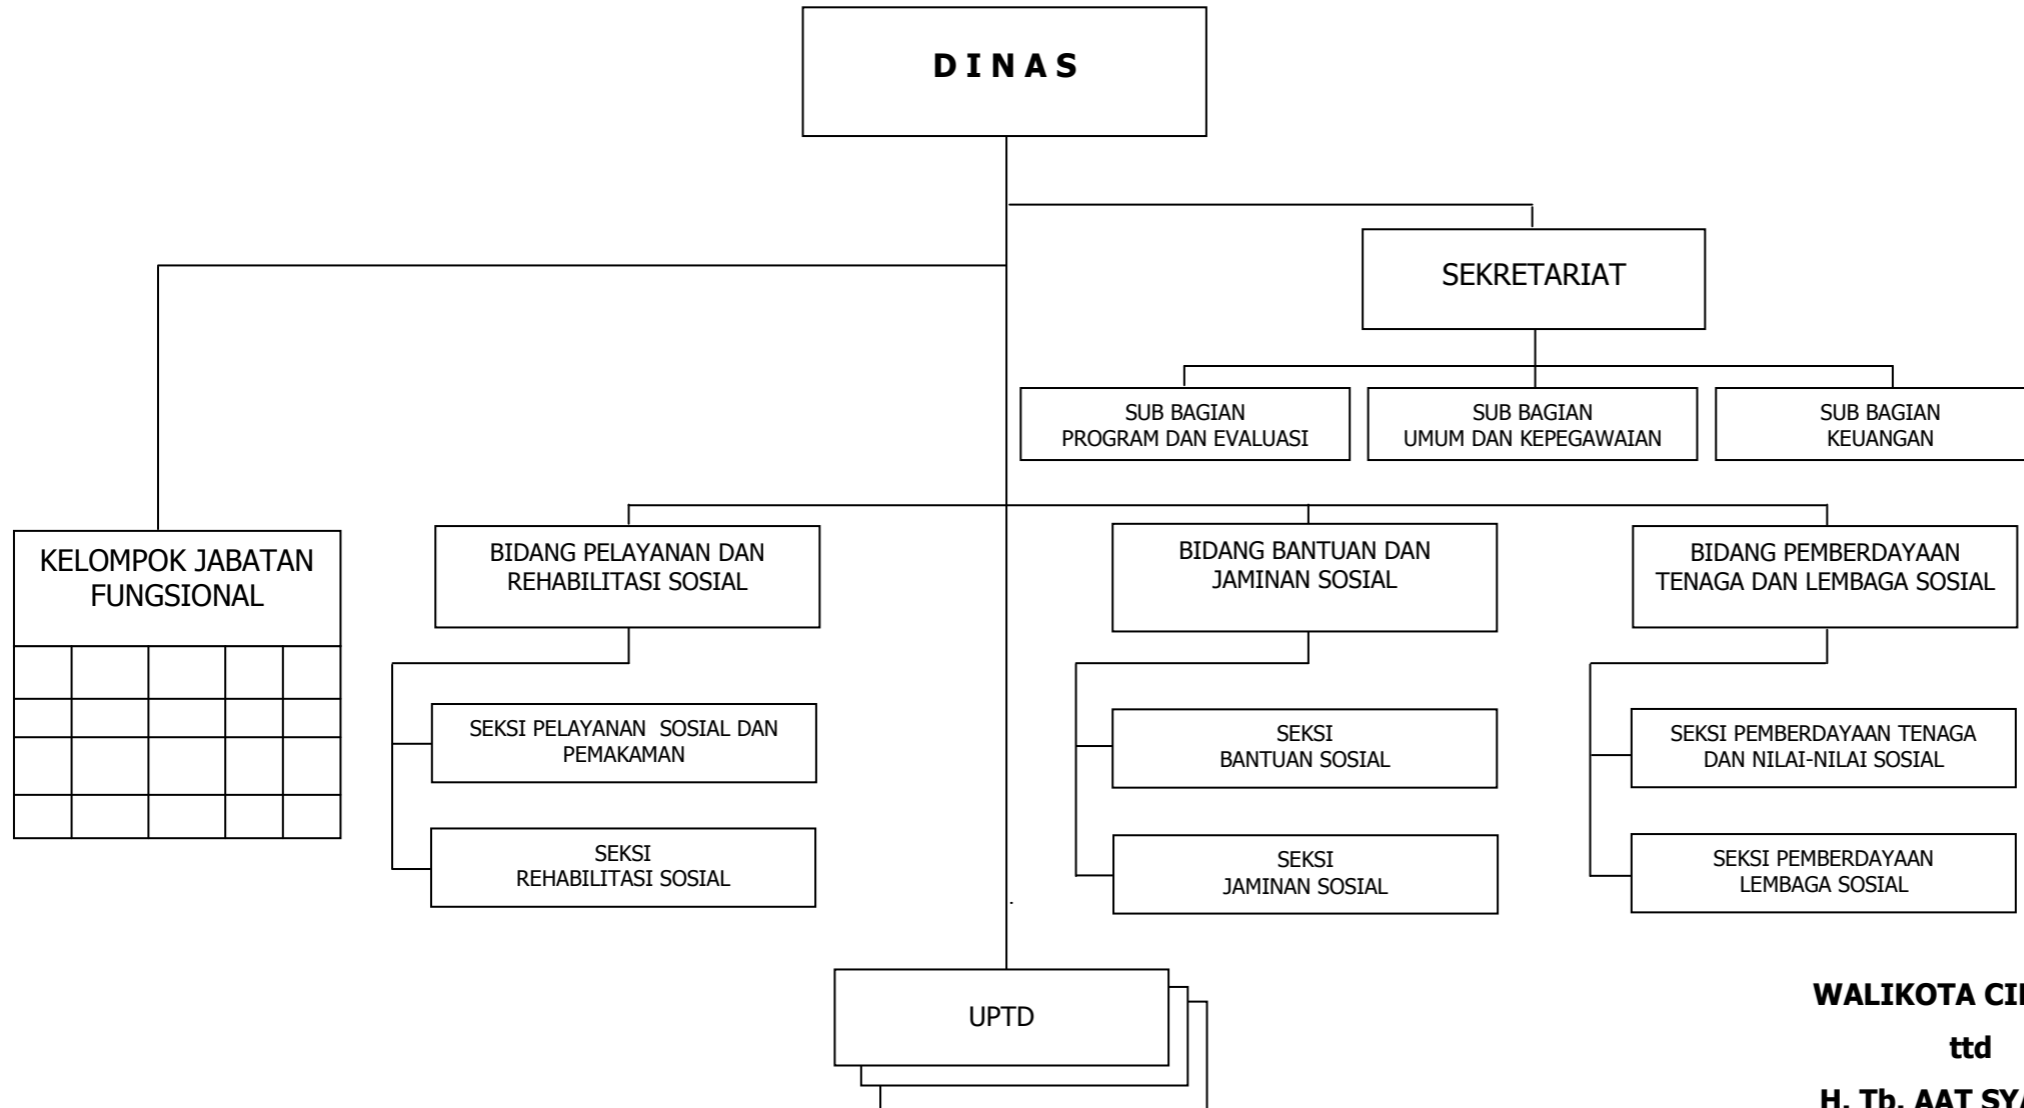 D I N A S
SEKRETARIAT
SUB BAGIAN
PROGRAM DAN EVALUASI
SUB BAGIAN
UMUM DAN KEPEGAWAIAN
SUB BAGIAN
KEUANGAN
KELOMPOK JABATAN
FUNGSIONAL
BIDANG PELAYANAN DAN
REHABILITASI SOSIAL
BIDANG BANTUAN DAN
JAMINAN SOSIAL
BIDANG PEMBERDAYAAN
TENAGA DAN LEMBAGA SOSIAL
SEKSI PELAYANAN SOSIAL DAN
PEMAKAMAN
SEKSI
BANTUAN SOSIAL
SEKSI PEMBERDAYAAN TENAGA
DAN NILAI-NILAI SOSIAL
SEKSI
REHABILITASI SOSIAL
SEKSI
JAMINAN SOSIAL
SEKSI PEMBERDAYAAN
LEMBAGA SOSIAL
UPTD
WALIKOTA
ttd
H. Tb. AAT